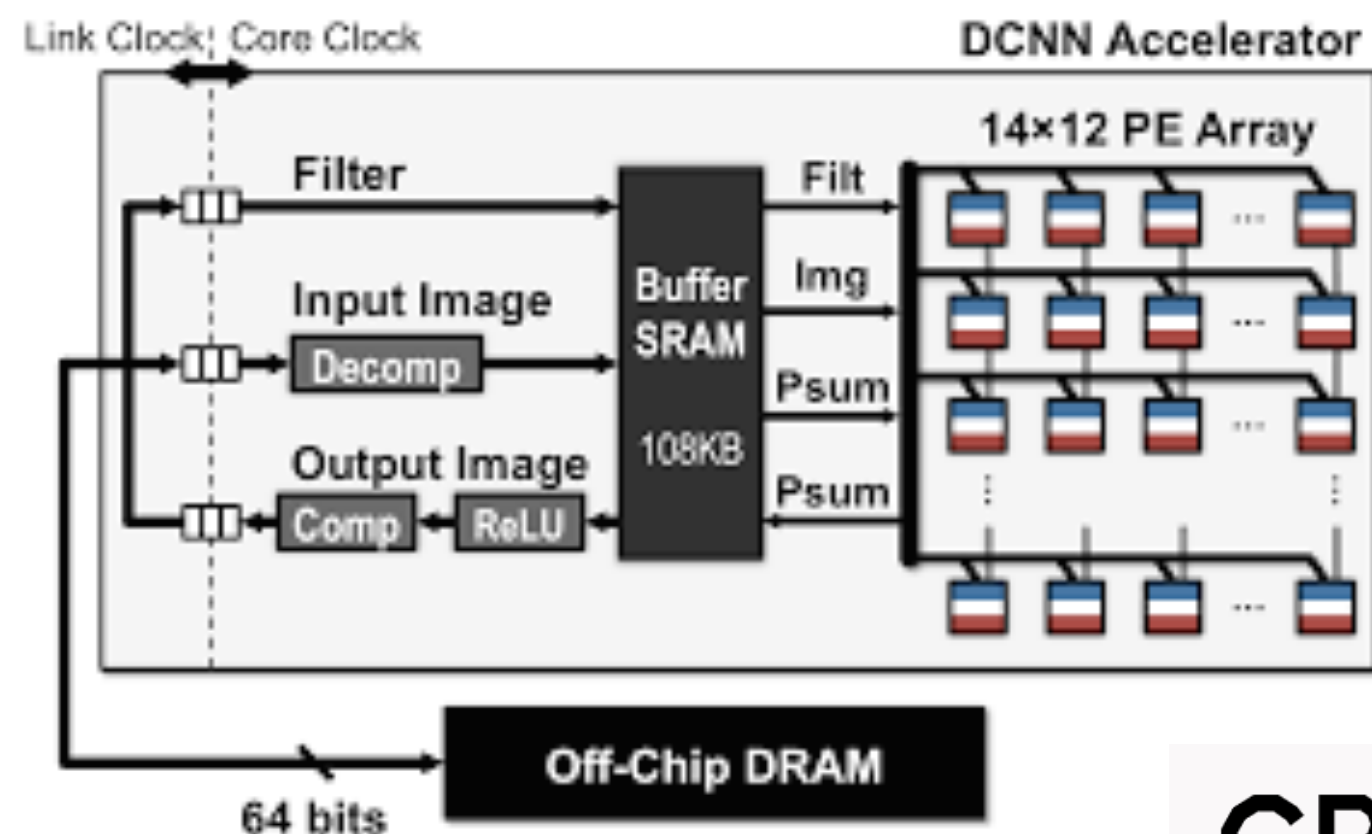 Link Clock Core Clock
DCNN Accelerator
14×12 PE Array
Filter
Filt
Input Image
Img
Buffer
SRAM
Decomp
Psum
108KB
Output Image
Psum
Comp
ReLU
Off-Chip DRAM
64 bits